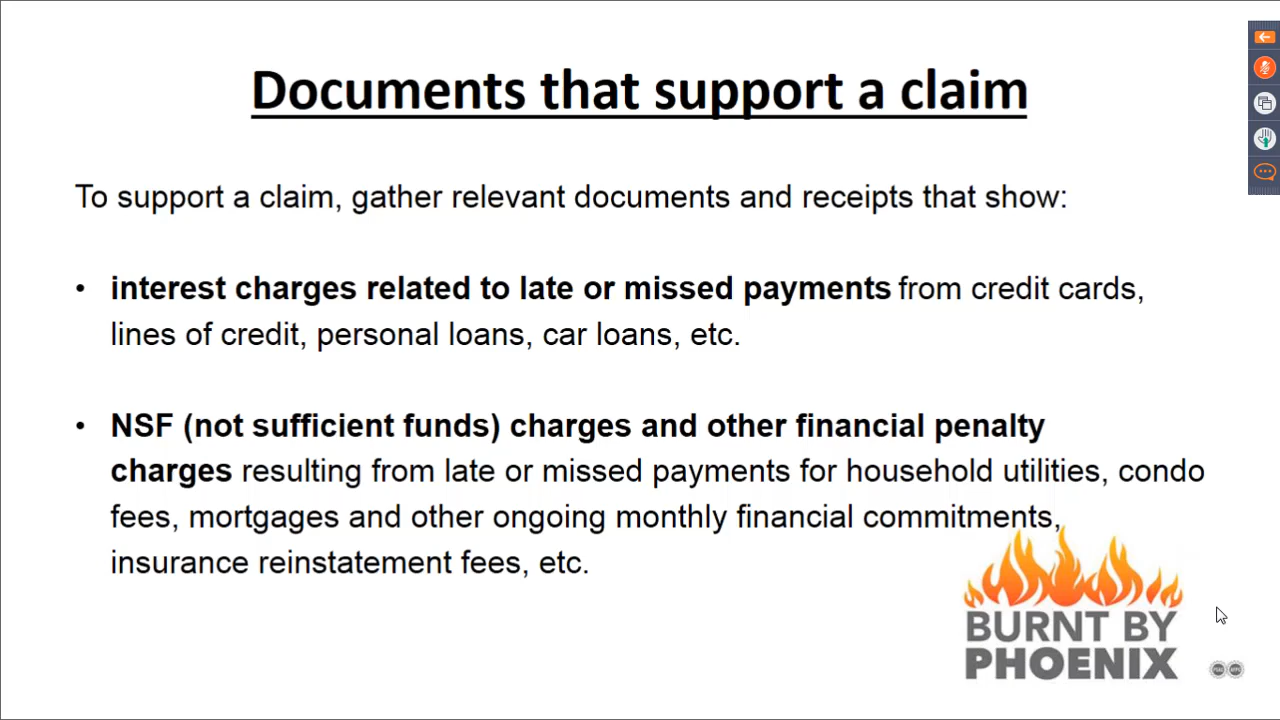 Documents that support a claim
To support a claim, gather relevant documents and receipts that show:
• interest charges related to late or missed payments from credit cards,
lines of credit, personal loans, car loans, etc.
• NSF (not sufficient funds) charges and other financial penalty
charges resulting from late or missed payments for household utilities, condo
fees, mortgages and other ongoing monthly financial commitments,
insurance reinstatement fees, etc.
BURNT BY
PHOENIX